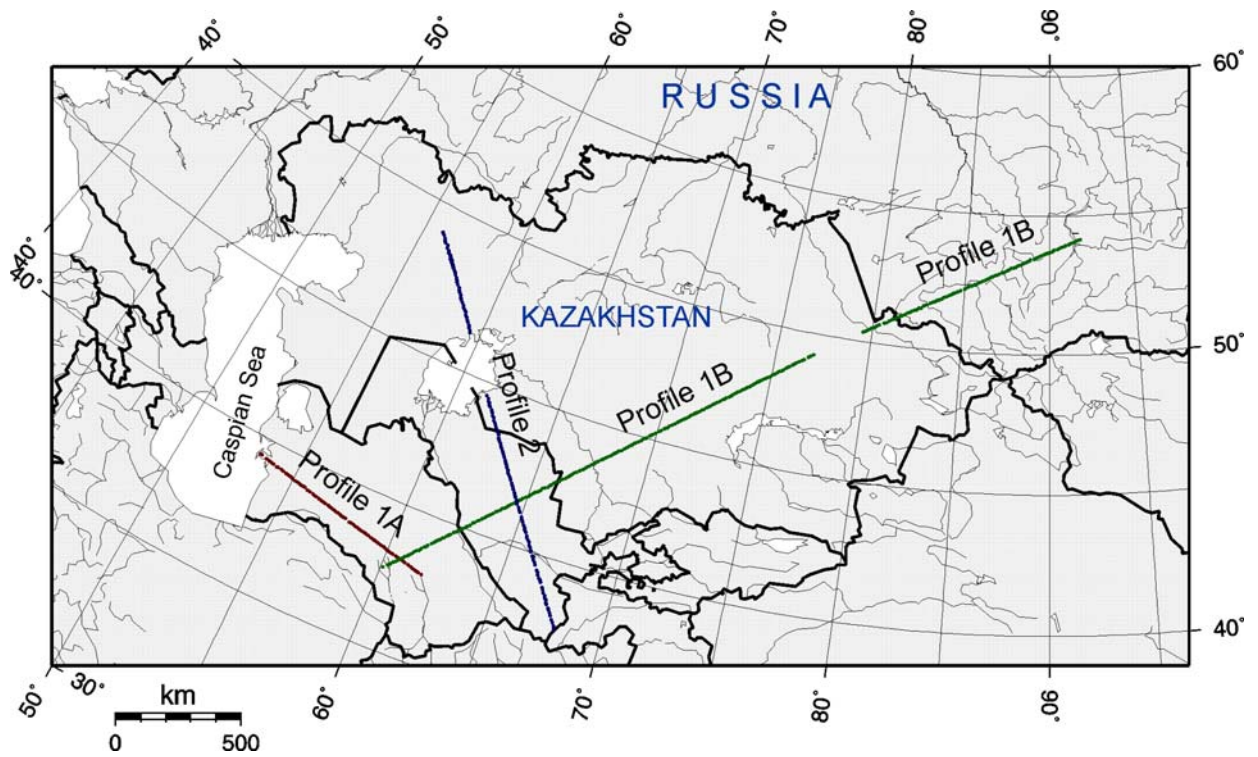 40° 50° 60° 70° 80° 90°
60°
RUSSIA
40°
40°
Profile 1B
KAZAKHSTAN
50°
Profile 2
Profile 1B
Caspian Sea
Profile 1A
40°
50° 30° 60° 70° 80° 90°
km
0 500